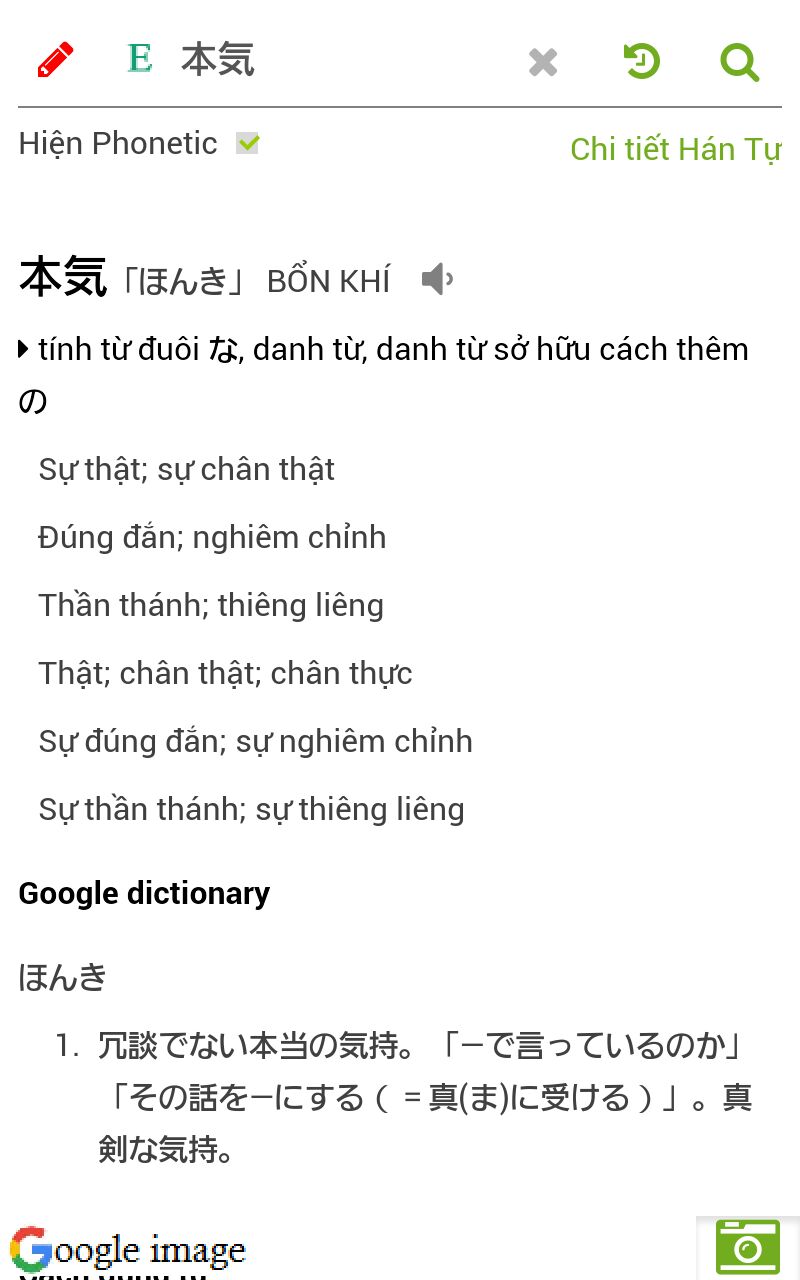 E 本気
Hiện Phonetic
Chi tiết Hán Tự
本気「ほんき」 BỔN KHÍ
tính từ đuôi な, danh từ, danh từ sở hữu cách thêm
の
Sự thật; sự chân thật
Đúng đắn; nghiêm chỉnh
Thần thánh; thiêng liêng
Thật; chân thật; chân thực
Sự đúng đắn; sự nghiêm chỉnh
Sự thần thánh; sự thiêng liêng
Google dictionary
ほんき
1. 冗談でない本当の気持。「―で言っているのか」
「その話を―にする（＝真(ま)に受ける）」。真
剣な気持。
Google image